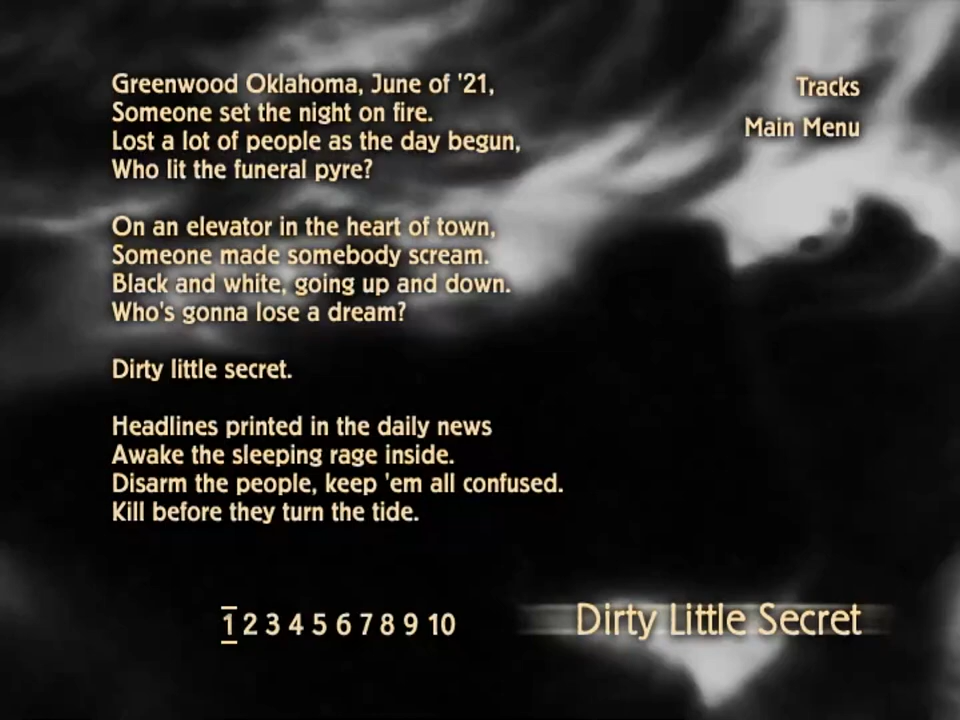 Greenwood Oklahoma, June of '21,
Someone set the night on fire.
Lost a lot of people as the day begun,
Who lit the funeral pyre?
On an elevator in the heart of town,
Someone made somebody scream.
Black and white, going up and down.
Who's gonna lose a dream?
Dirty little secret.
Headlines printed in the daily news
Awake the sleeping rage inside.
Disarm the people, keep 'em all confused.
Kill before they turn the tide.
Tracks
Main Menu
1 2 3 4 5 6 7 8 9 10
Dirty Little Secret